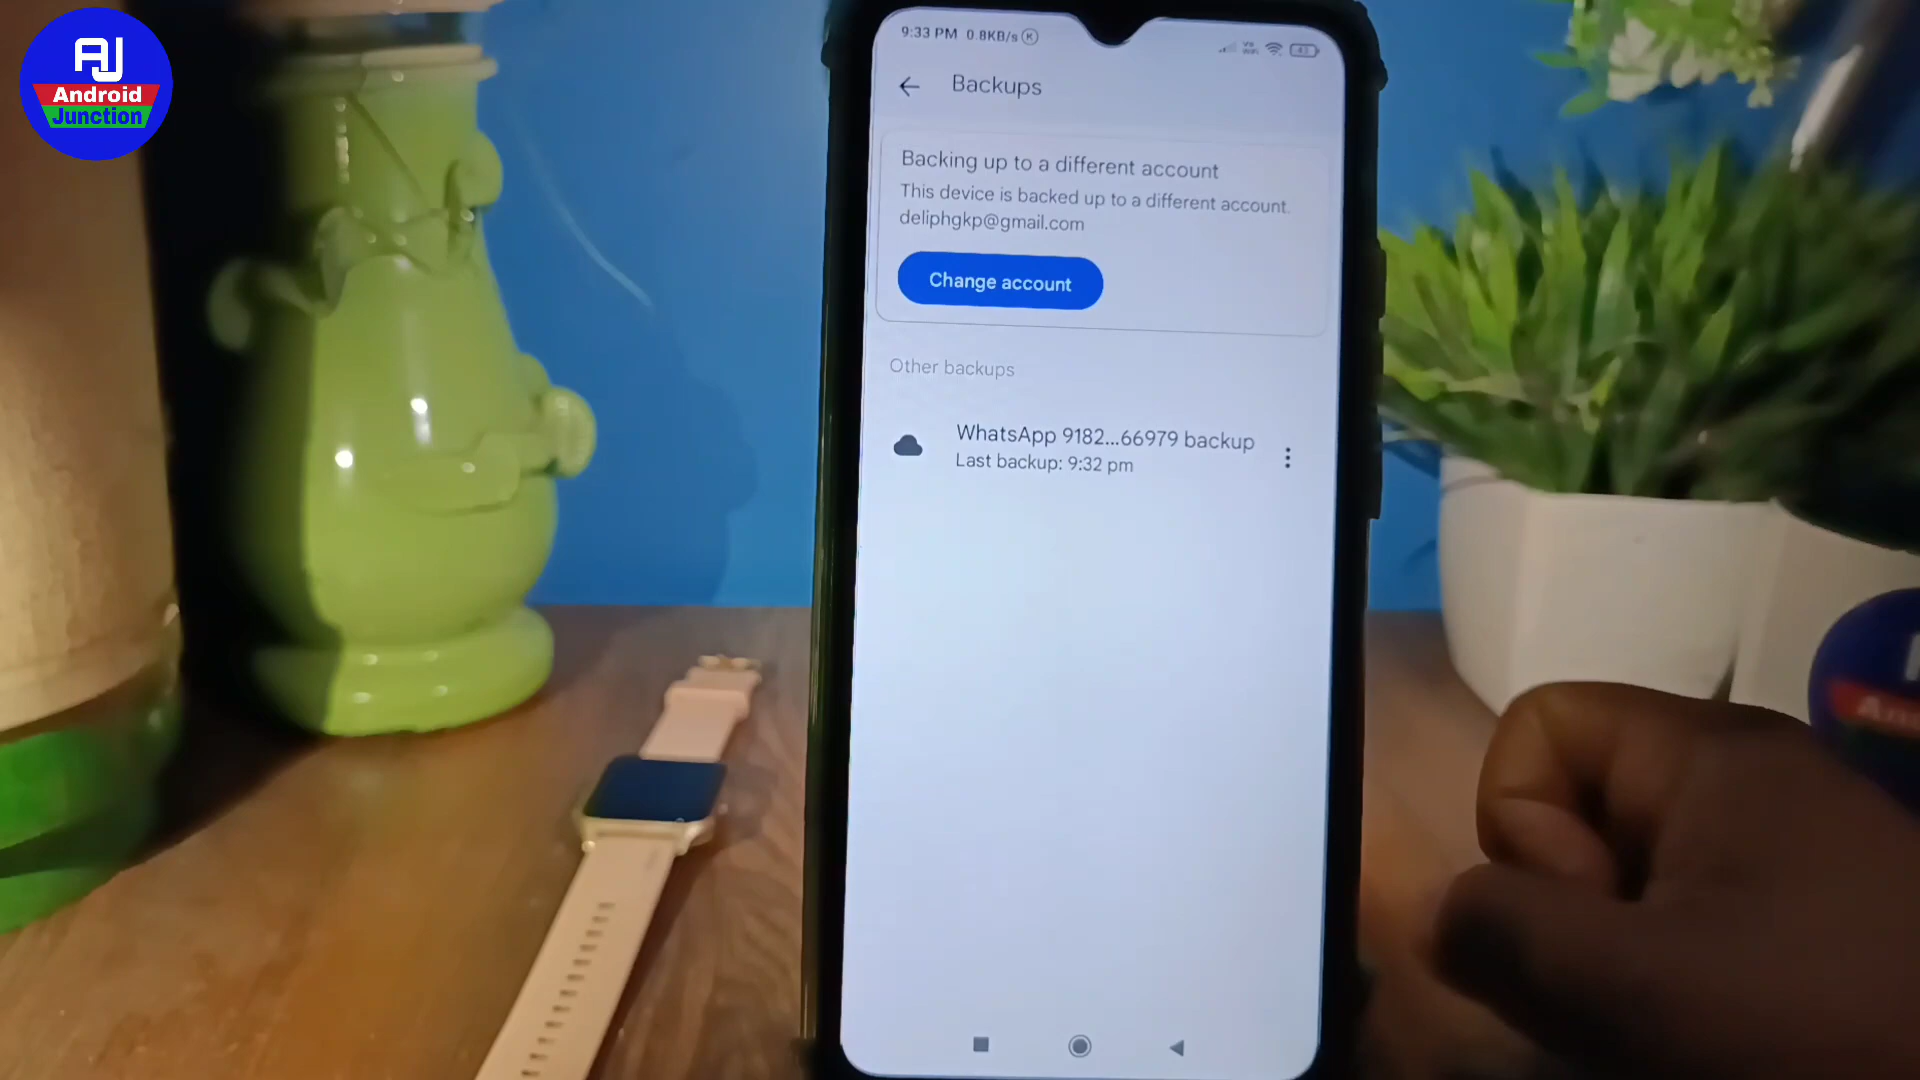 AJ
Android
Junction
9:33 PM 0.8KB/s
Backups
Backing up to a different account
This device is backed up to a different account.
deliphgkp@gmail.com
Change account
Other backups
WhatsApp 9182...66979 backup
Last backup: 9:32 pm